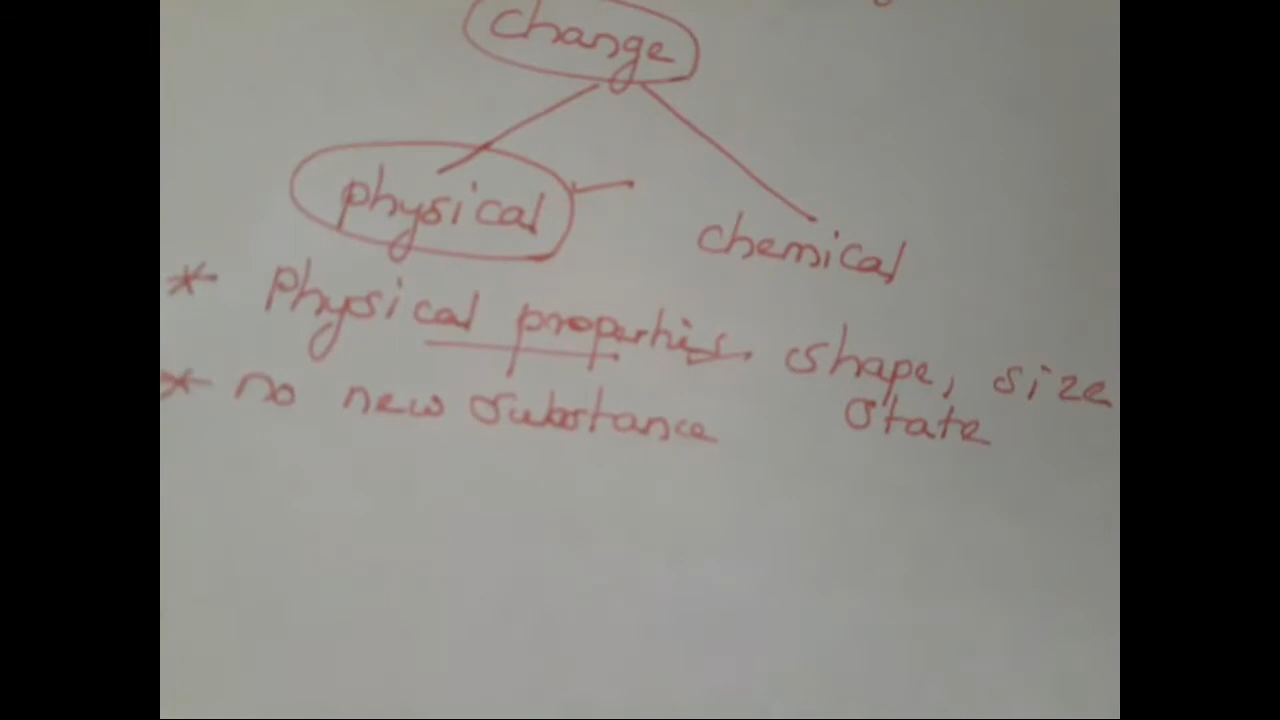 change
physical
chemical
* Physical properties shape, size
state
* no new substance